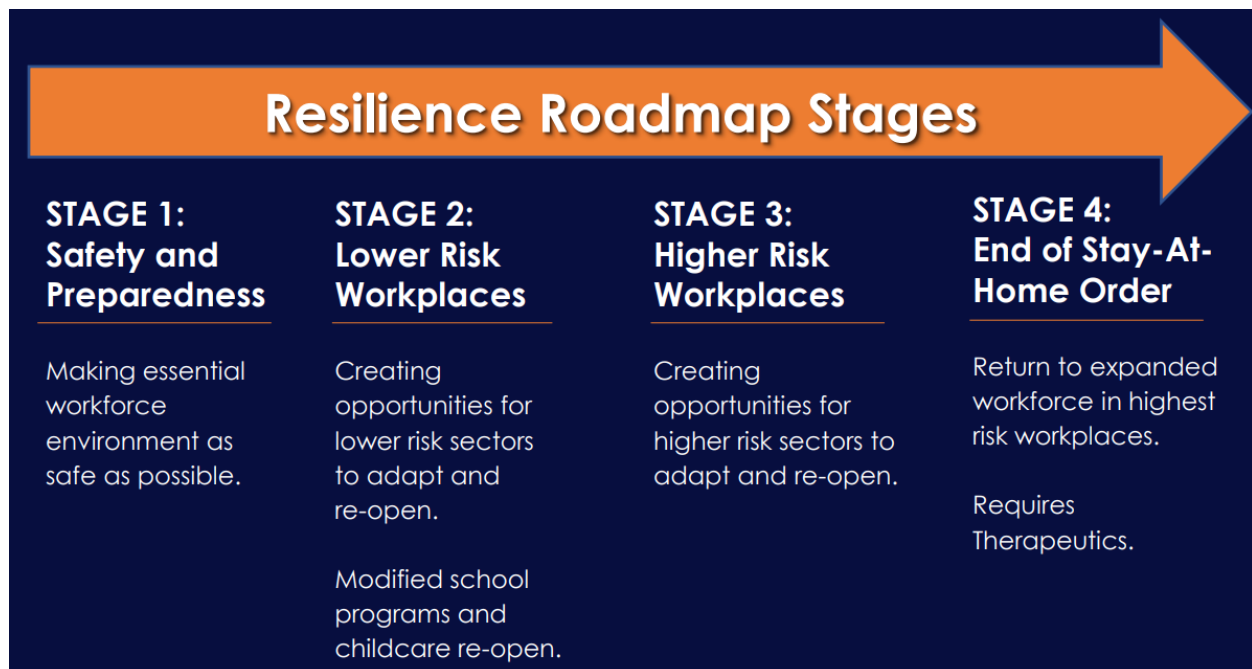 Resilience Roadmap Stages
STAGE 1:
Safety and
Preparedness
Making essential
workforce
environment as
safe as possible.
STAGE 2:
Lower Risk
Workplaces
Creating
opportunities for
lower risk sectors
to adapt and
re-open.
Modified school
programs and
childcare re-open.
STAGE 3:
Higher Risk
Workplaces
Creating
opportunities for
higher risk sectors to
adapt and re-open.
STAGE 4:
End of Stay-At-
Home Order
Return to expanded
workforce in highest
risk workplaces.
Requires
Therapeutics.